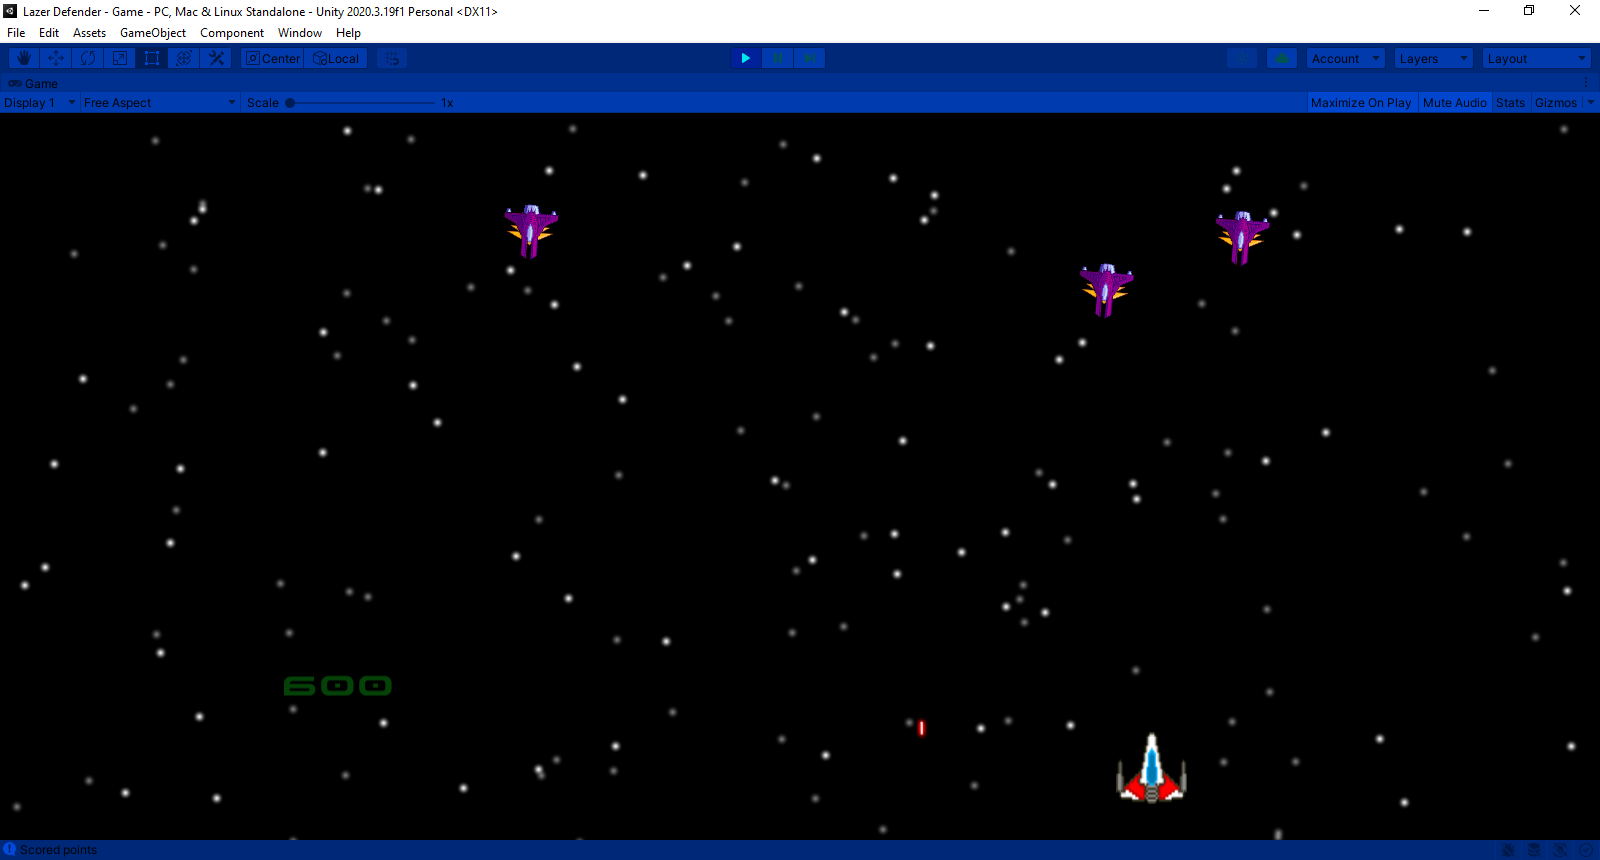 Lazer Defender - Game - PC, Mac & Linux Standalone - Unity 2020.3.19f1 Personal <DX11>
File Edit Assets GameObject Component Window Help
Center Local Account Layers Layout
Game
Display 1 Free Aspect Scale 1x Maximize On Play Mute Audio Stats Gizmos
600
Scored points